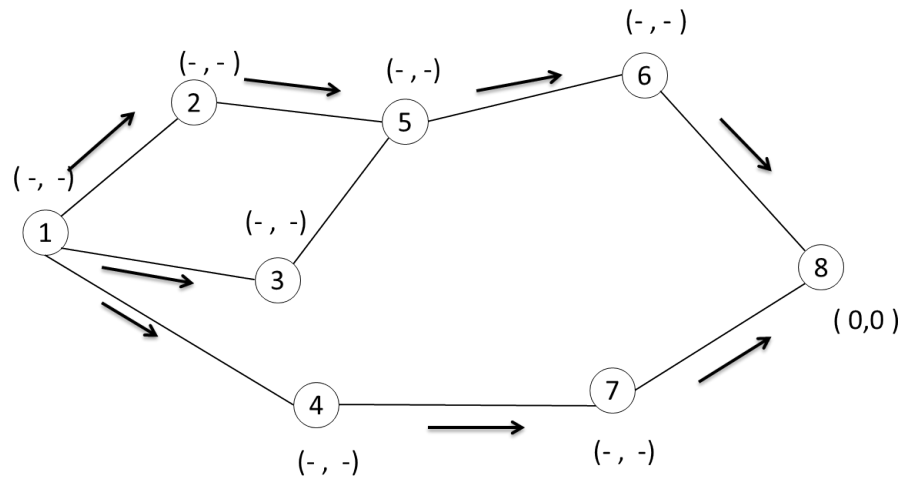 (- , -)
6
(- , - )
(- , -)
2
5
( - ,  -)
1
(- ,  -)
3
8
( 0,0 )
4
7
(- ,  -)
(- ,  -)